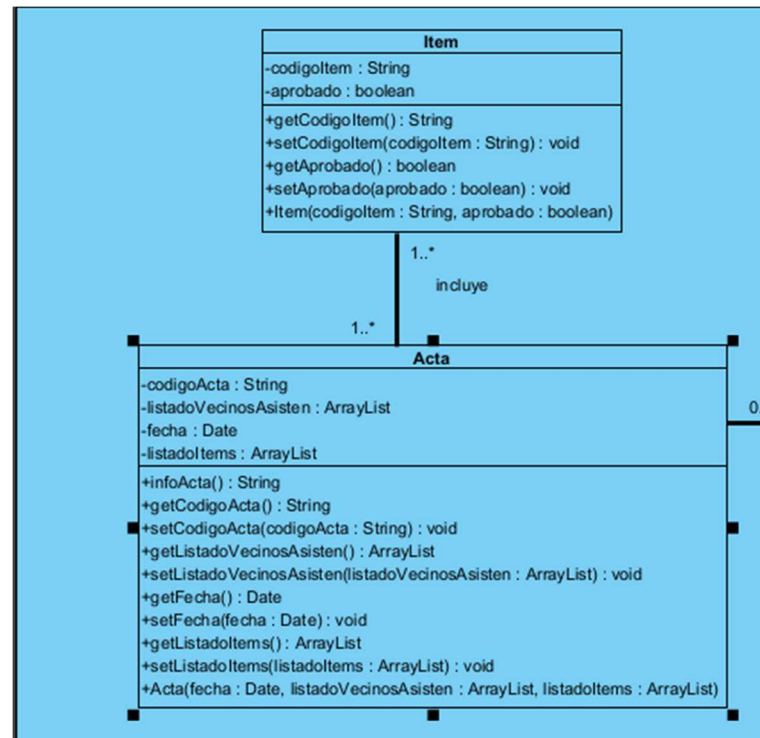 Item
-codigoItem : String
-aprobado : boolean
+getCodigoItem() : String
+setCodigoItem(codigoItem : String) : void
+getAprobado() : boolean
+setAprobado(aprobado : boolean) : void
+Item(codigoItem : String, aprobado : boolean)
1..*
incluye
1..*
Acta
-codigoActa : String
-listadoVecinosAsisten : ArrayList
-fecha : Date
-listadoItems : ArrayList
0.
+infoActa() : String
+getCodigoActa() : String
+setCodigoActa(codigoActa : String) : void
+getListadoVecinosAsisten() : ArrayList
+setListadoVecinosAsisten(listadoVecinosAsisten : ArrayList) : void
+getFecha() : Date
+setFecha(fecha : Date) : void
+getListadoItems() : ArrayList
+setListadoItems(listadoItems : ArrayList) : void
+Acta(fecha : Date, listadoVecinosAsisten : ArrayList, listadoItems : ArrayList)